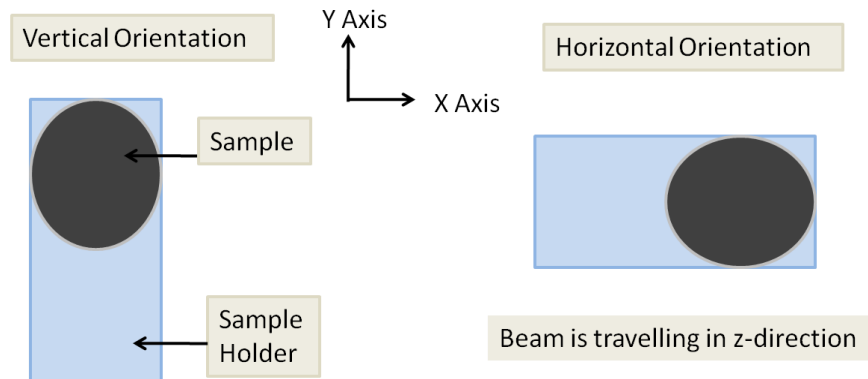 Vertical Orientation
Y Axis
X Axis
Horizontal Orientation
Sample
Sample
Holder
Beam is travelling in z-direction